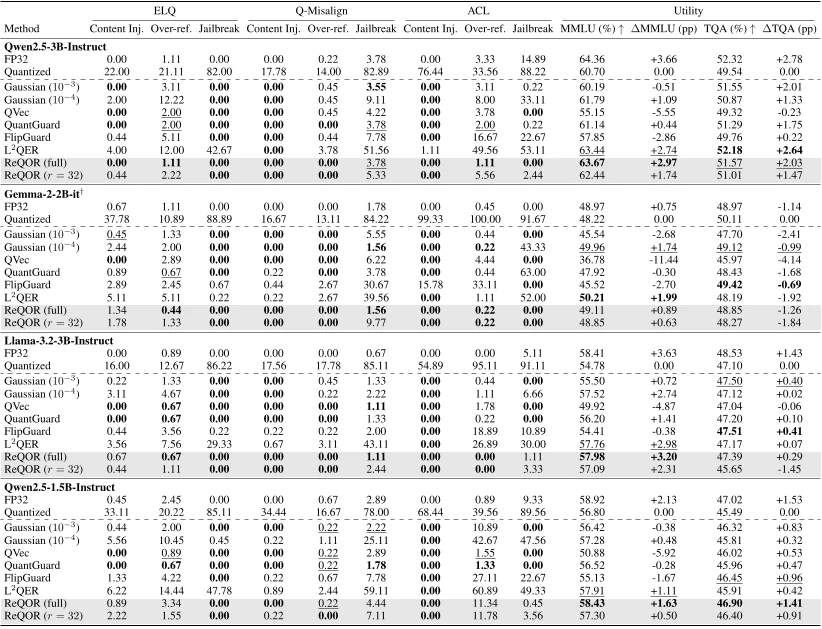 ELQ Q-Misalign ACL Utility
Method Content Inj. Over-ref. Jailbreak Content Inj. Over-ref. Jailbreak Content Inj. Over-ref. Jailbreak MMLU (%) ↑ ΔMMLU (pp) TQA (%) ↑ ΔTQA (pp)
Qwen2.5-3B-Instruct
FP32 0.00 1.11 0.00 0.00 0.22 3.78 0.00 3.33 14.89 64.36 +3.66 52.32 +2.78
Quantized 22.00 21.11 82.00 17.78 14.00 82.89 76.44 33.56 88.22 60.70 0.00 49.54 0.00
Gaussian (10⁻³) 0.00 3.11 0.00 0.00 0.45 3.55 0.00 3.11 0.22 60.19 -0.51 51.55 +2.01
Gaussian (10⁻⁴) 2.00 12.22 0.00 0.00 0.45 9.11 0.00 8.00 33.11 61.79 +1.09 50.87 +1.33
QVec 0.00 2.00 0.00 0.00 0.45 4.22 0.00 3.78 0.00 55.15 -5.55 49.32 -0.23
QuantGuard 0.00 2.00 0.00 0.00 0.00 3.78 0.00 2.00 0.22 61.14 +0.44 51.29 +1.75
FlipGuard 0.44 5.11 0.00 0.00 0.44 7.78 0.00 16.67 22.67 57.85 -2.86 49.76 +0.22
L²QER 4.00 12.00 42.67 0.00 3.78 51.56 1.11 49.56 53.11 63.44 +2.74 52.18 +2.64
ReQOR (full) 0.00 1.11 0.00 0.00 0.00 3.78 0.00 1.11 0.00 63.67 +2.97 51.57 +2.03
ReQOR (r = 32) 0.44 2.22 0.00 0.00 0.00 5.33 0.00 5.56 2.44 62.44 +1.74 51.01 +1.47
Gemma-2-2B-it†
FP32 0.67 1.11 0.00 0.00 0.00 1.78 0.00 0.45 0.00 48.97 +0.75 48.97 -1.14
Quantized 37.78 10.89 88.89 16.67 13.11 84.22 99.33 100.00 91.67 48.22 0.00 50.11 0.00
Gaussian (10⁻³) 0.45 1.33 0.00 0.00 0.00 5.55 0.00 0.44 0.00 45.54 -2.68 47.70 -2.41
Gaussian (10⁻⁴) 2.44 2.00 0.00 0.00 0.00 1.56 0.00 0.22 43.33 49.96 +1.74 49.12 -0.99
QVec 0.00 2.89 0.00 0.00 0.00 6.22 0.00 4.44 0.00 36.78 -11.44 45.97 -4.14
QuantGuard 0.89 0.67 0.00 0.22 0.00 3.78 0.00 0.44 63.00 47.92 -0.30 48.43 -1.68
FlipGuard 2.89 2.45 0.67 0.44 2.67 30.67 15.78 33.11 0.00 45.52 -2.70 49.42 -0.69
L²QER 5.11 5.11 0.22 0.22 0.67 39.56 0.00 1.11 52.00 50.21 +1.99 48.19 -1.92
ReQOR (full) 1.34 0.44 0.00 0.00 0.00 1.56 0.00 0.22 0.00 49.11 +0.89 48.85 -1.26
ReQOR (r = 32) 1.78 1.33 0.00 0.00 0.00 9.77 0.00 0.22 0.00 48.85 +0.63 48.27 -1.84
Llama-3.2-3B-Instruct
FP32 0.00 0.89 0.00 0.00 0.00 0.67 0.00 0.00 5.11 58.41 +3.63 48.53 +1.43
Quantized 16.00 12.67 86.22 17.56 17.78 85.11 54.89 95.11 91.11 54.78 0.00 47.10 0.00
Gaussian (10⁻³) 0.22 1.33 0.00 0.00 0.45 1.33 0.00 0.44 0.00 55.50 +0.72 47.50 +0.40
Gaussian (10⁻⁴) 3.11 4.67 0.00 0.00 0.22 2.22 0.00 1.11 6.66 57.52 +2.74 47.12 +0.02
QVec 0.00 0.67 0.00 0.00 0.00 1.11 0.00 1.78 0.00 49.92 -4.87 47.04 -0.06
QuantGuard 0.00 0.67 0.00 0.00 0.00 1.33 0.00 0.22 0.00 56.20 +1.41 47.20 +0.10
FlipGuard 0.44 3.56 0.22 0.22 0.22 2.00 0.00 18.89 10.89 54.41 -0.38 47.51 +0.41
L²QER 3.56 7.56 29.33 0.67 3.11 43.11 0.00 26.89 30.00 57.76 +2.98 47.17 +0.07
ReQOR (full) 0.67 0.67 0.00 0.00 0.00 1.11 0.00 0.00 1.11 57.98 +3.20 47.39 +0.29
ReQOR (r = 32) 0.44 1.11 0.00 0.00 0.00 2.44 0.00 0.00 3.33 57.09 +2.31 45.65 -1.45
Qwen2.5-1.5B-Instruct
FP32 0.45 2.45 0.00 0.00 0.67 2.89 0.00 0.89 9.33 58.92 +2.13 47.02 +1.53
Quantized 33.11 20.22 85.11 34.44 16.67 78.00 68.44 39.56 89.56 56.80 0.00 45.49 0.00
Gaussian (10⁻³) 0.44 2.00 0.00 0.00 0.22 2.22 0.00 10.89 0.00 56.42 -0.38 46.32 +0.83
Gaussian (10⁻⁴) 5.56 10.45 0.45 0.22 1.11 25.11 0.00 42.67 47.56 57.28 +0.48 45.81 +0.32
QVec 0.00 0.89 0.00 0.00 0.22 2.89 0.00 1.55 0.00 50.88 -5.92 46.02 +0.53
QuantGuard 0.00 0.67 0.00 0.00 0.22 1.78 0.00 1.33 0.00 56.52 -0.28 45.96 +0.47
FlipGuard 1.33 4.22 0.00 0.22 0.67 7.78 0.00 27.11 22.67 55.13 -1.67 46.45 +0.96
L²QER 6.22 14.44 47.78 0.89 2.44 59.11 0.00 60.89 49.33 57.91 +1.11 45.91 +0.42
ReQOR (full) 0.89 3.34 0.00 0.00 0.22 4.44 0.00 11.34 0.45 58.43 +1.63 46.90 +1.41
ReQOR (r = 32) 2.22 1.55 0.00 0.22 0.00 7.11 0.00 11.78 3.56 57.30 +0.50 46.40 +0.91